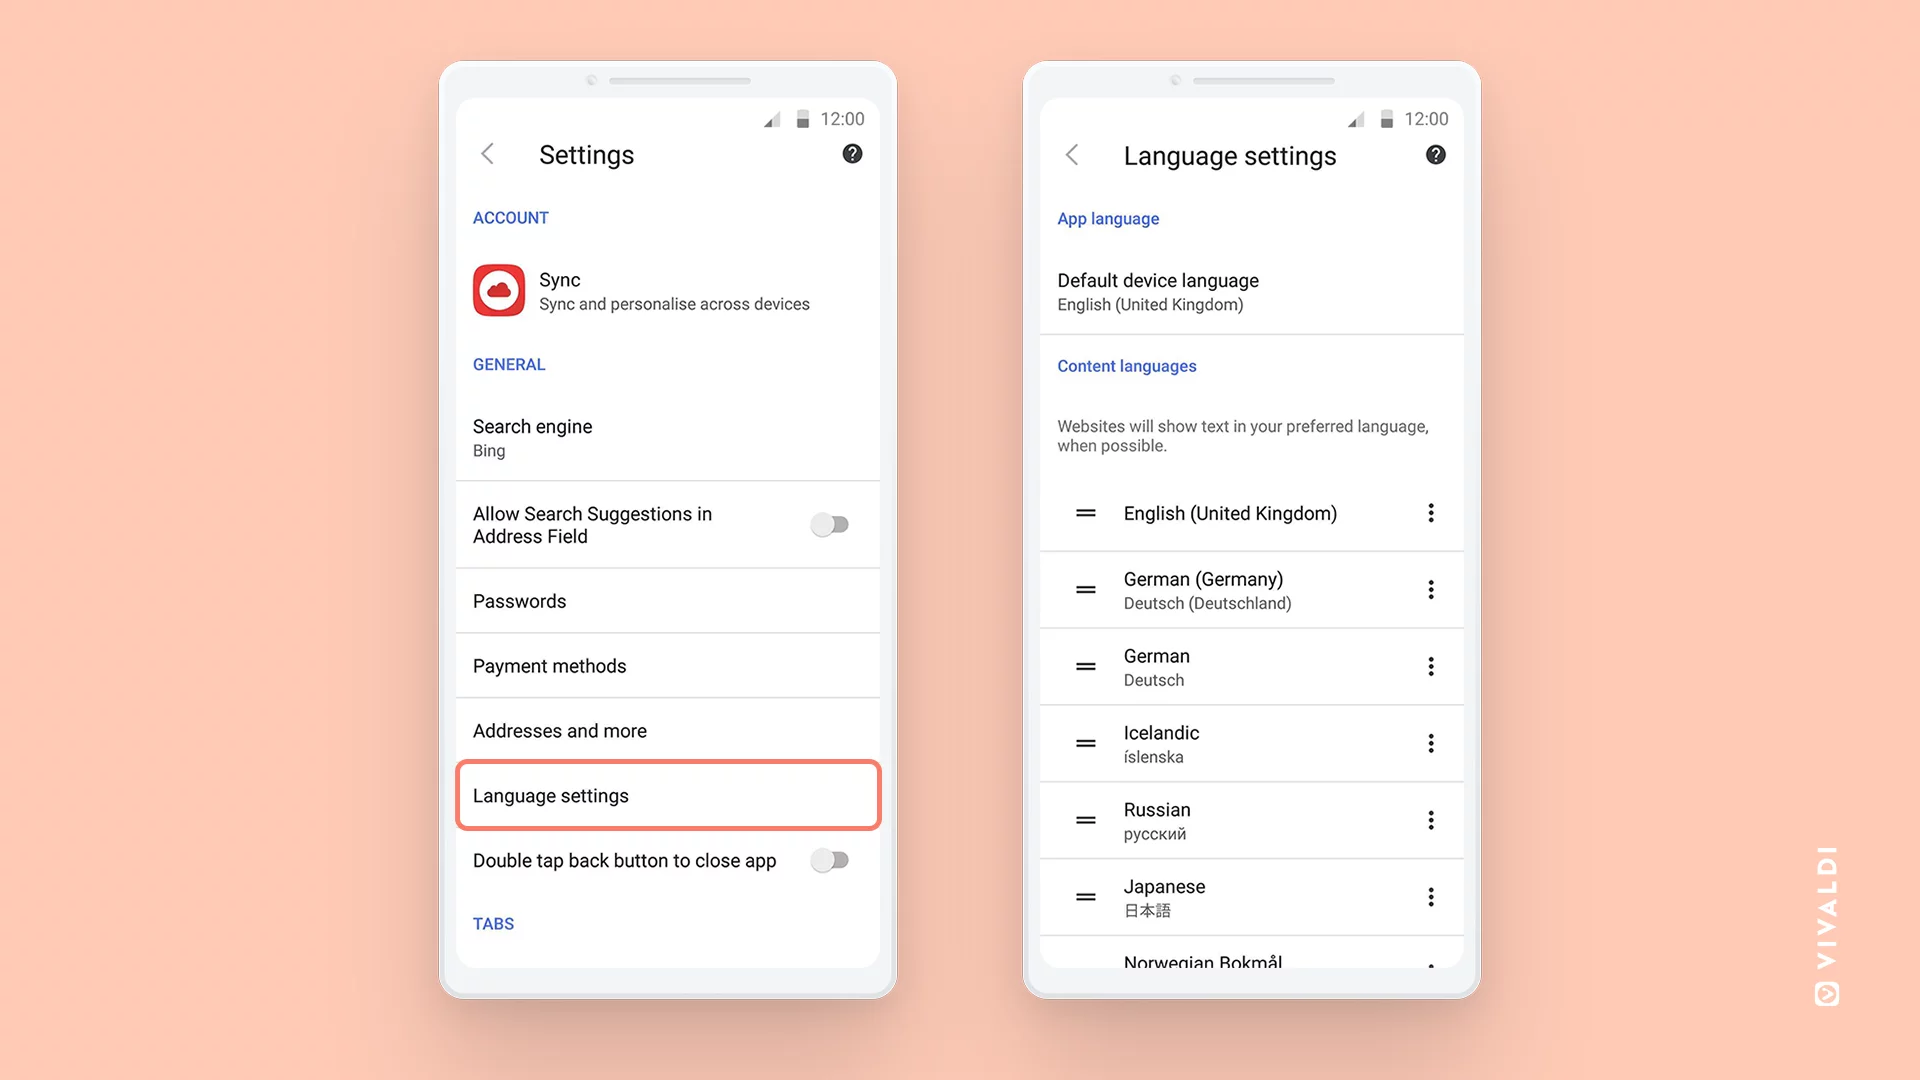 12:00
Settings
ACCOUNT
Sync
Sync and personalise across devices
GENERAL
Search engine
Bing
Allow Search Suggestions in
Address Field
Passwords
Payment methods
Addresses and more
Language settings
Double tap back button to close app
TABS
12:00
Language settings
App language
Default device language
English (United Kingdom)
Content languages
Websites will show text in your preferred language,
when possible.
English (United Kingdom)
German (Germany)
Deutsch (Deutschland)
German
Deutsch
Icelandic
íslenska
Russian
русский
Japanese
日本語
Norwegian Bokmål
VIVALDI